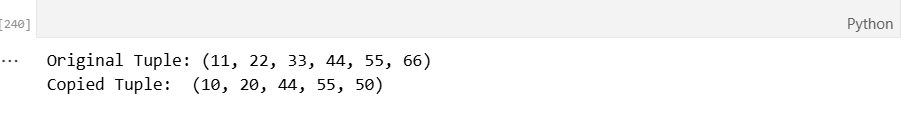 [240]
Python
Original Tuple: (11, 22, 33, 44, 55, 66)
Copied Tuple:  (10, 20, 44, 55, 50)